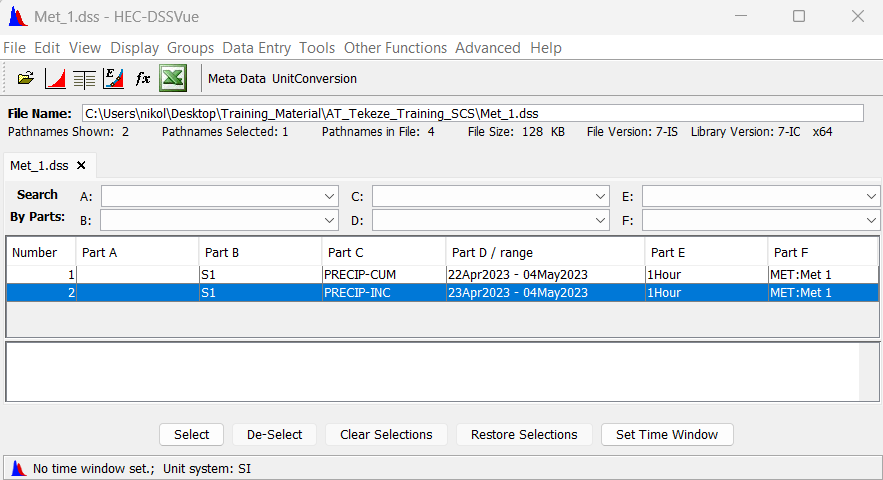 Met_1.dss - HEC-DSSVue
File Edit View Display Groups Data Entry Tools Other Functions Advanced Help
E fx Meta Data UnitConversion
File Name: C:\Users\nikol\Desktop\Training_Material\AT_Tekeze_Training_SCS\Met_1.dss
Pathnames Shown: 2 Pathnames Selected: 1 Pathnames in File: 4 File Size: 128 KB File Version: 7-IS Library Version: 7-IC x64
Met_1.dss
Search A: C: E:
By Parts: B: D: F:
Number Part A Part B Part C Part D / range Part E Part F
1 S1 PRECIP-CUM 22Apr2023 - 04May2023 1Hour MET:Met 1
2 S1 PRECIP-INC 23Apr2023 - 04May2023 1Hour MET:Met 1
Select De-Select Clear Selections Restore Selections Set Time Window
No time window set.; Unit system: SI